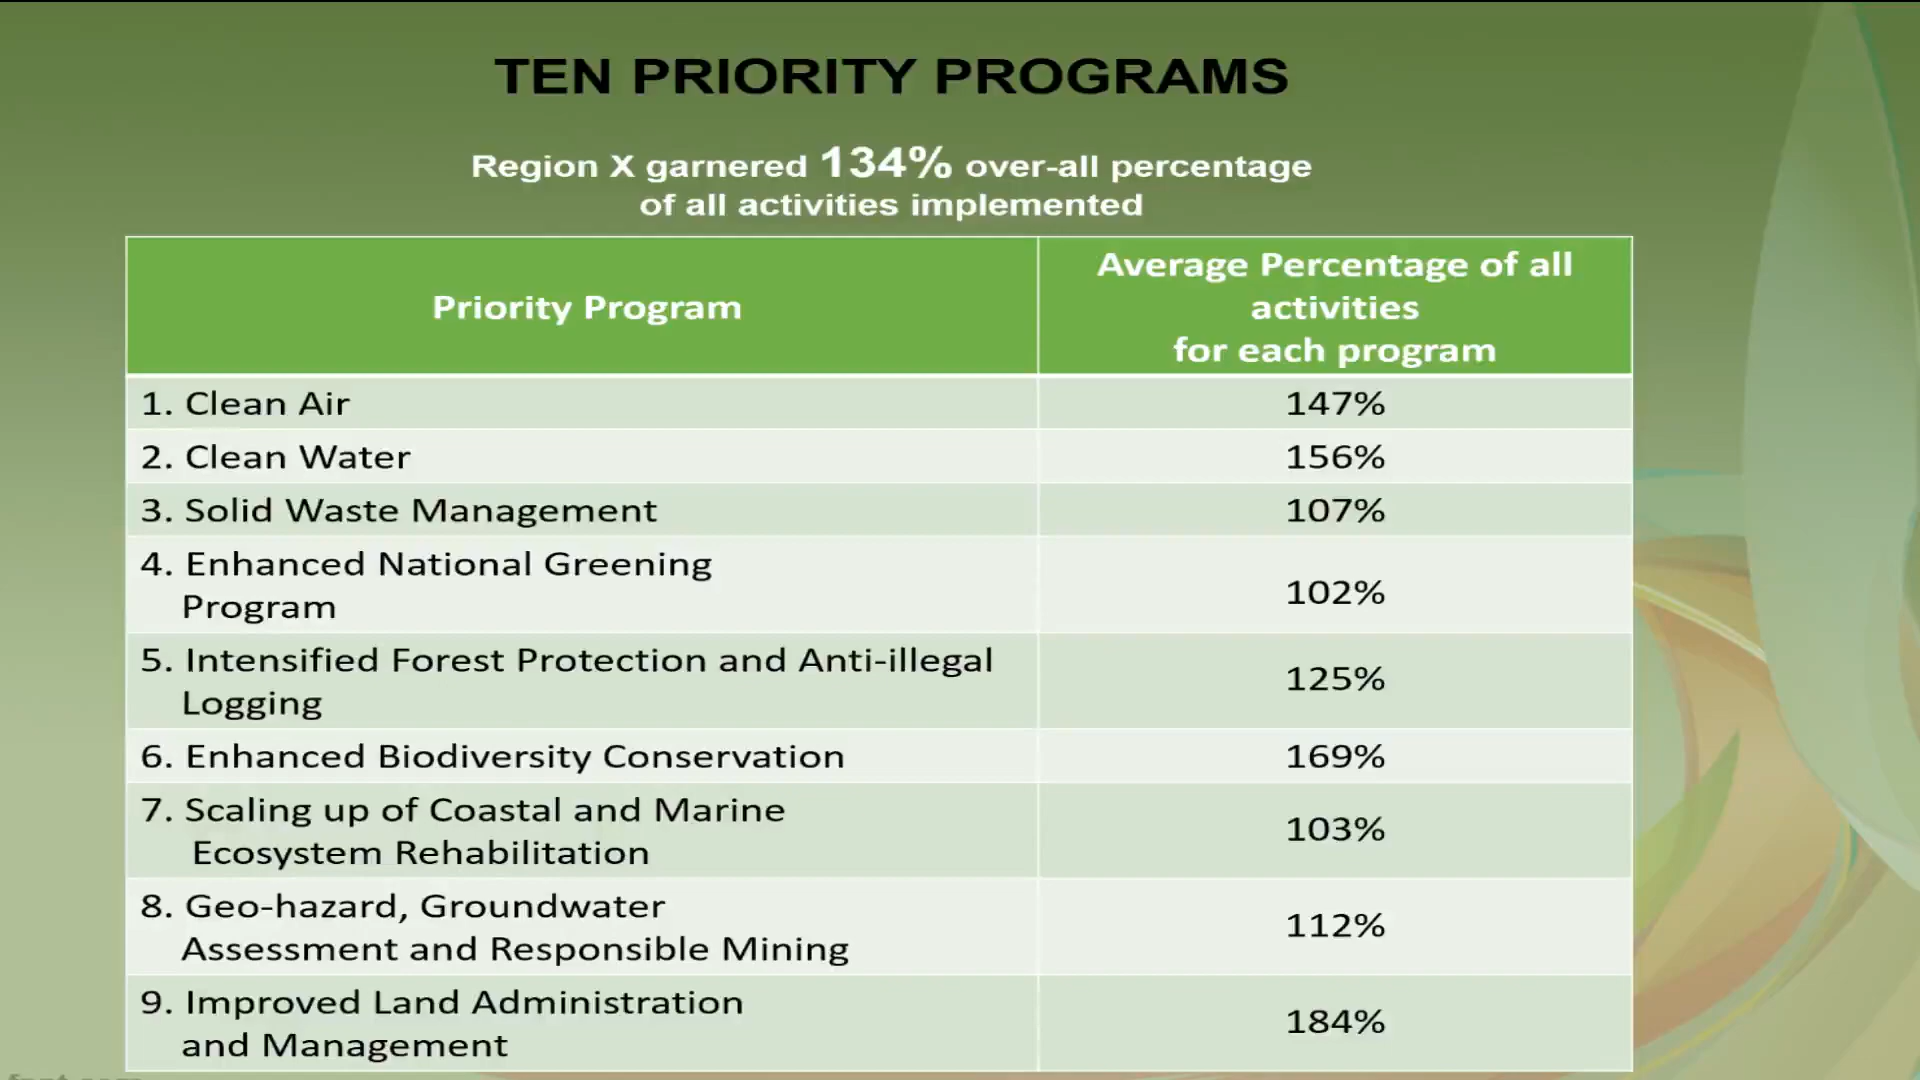 TEN PRIORITY PROGRAMS
Region X garnered 134% over-all percentage
of all activities implemented
Priority Program
Average Percentage of all
activities
for each program
1. Clean Air
147%
2. Clean Water
156%
3. Solid Waste Management
107%
4. Enhanced National Greening
Program
102%
5. Intensified Forest Protection and Anti-illegal
Logging
125%
6. Enhanced Biodiversity Conservation
169%
7. Scaling up of Coastal and Marine
Ecosystem Rehabilitation
103%
8. Geo-hazard, Groundwater
Assessment and Responsible Mining
112%
9. Improved Land Administration
and Management
184%